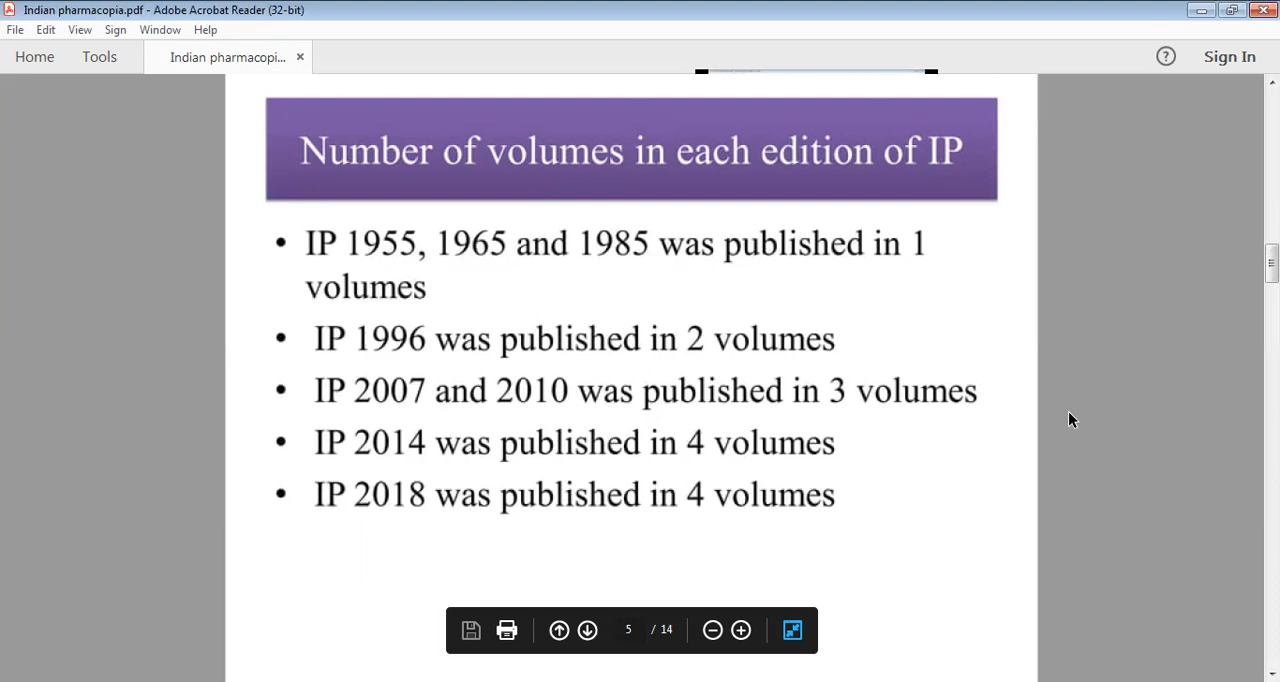 Indian pharmacopia.pdf - Adobe Acrobat Reader (32-bit)
File Edit View Sign Window Help
Home Tools Indian pharmacopi... × Sign In
Number of volumes in each edition of IP
• IP 1955, 1965 and 1985 was published in 1
volumes
• IP 1996 was published in 2 volumes
• IP 2007 and 2010 was published in 3 volumes
• IP 2014 was published in 4 volumes
• IP 2018 was published in 4 volumes
5 / 14